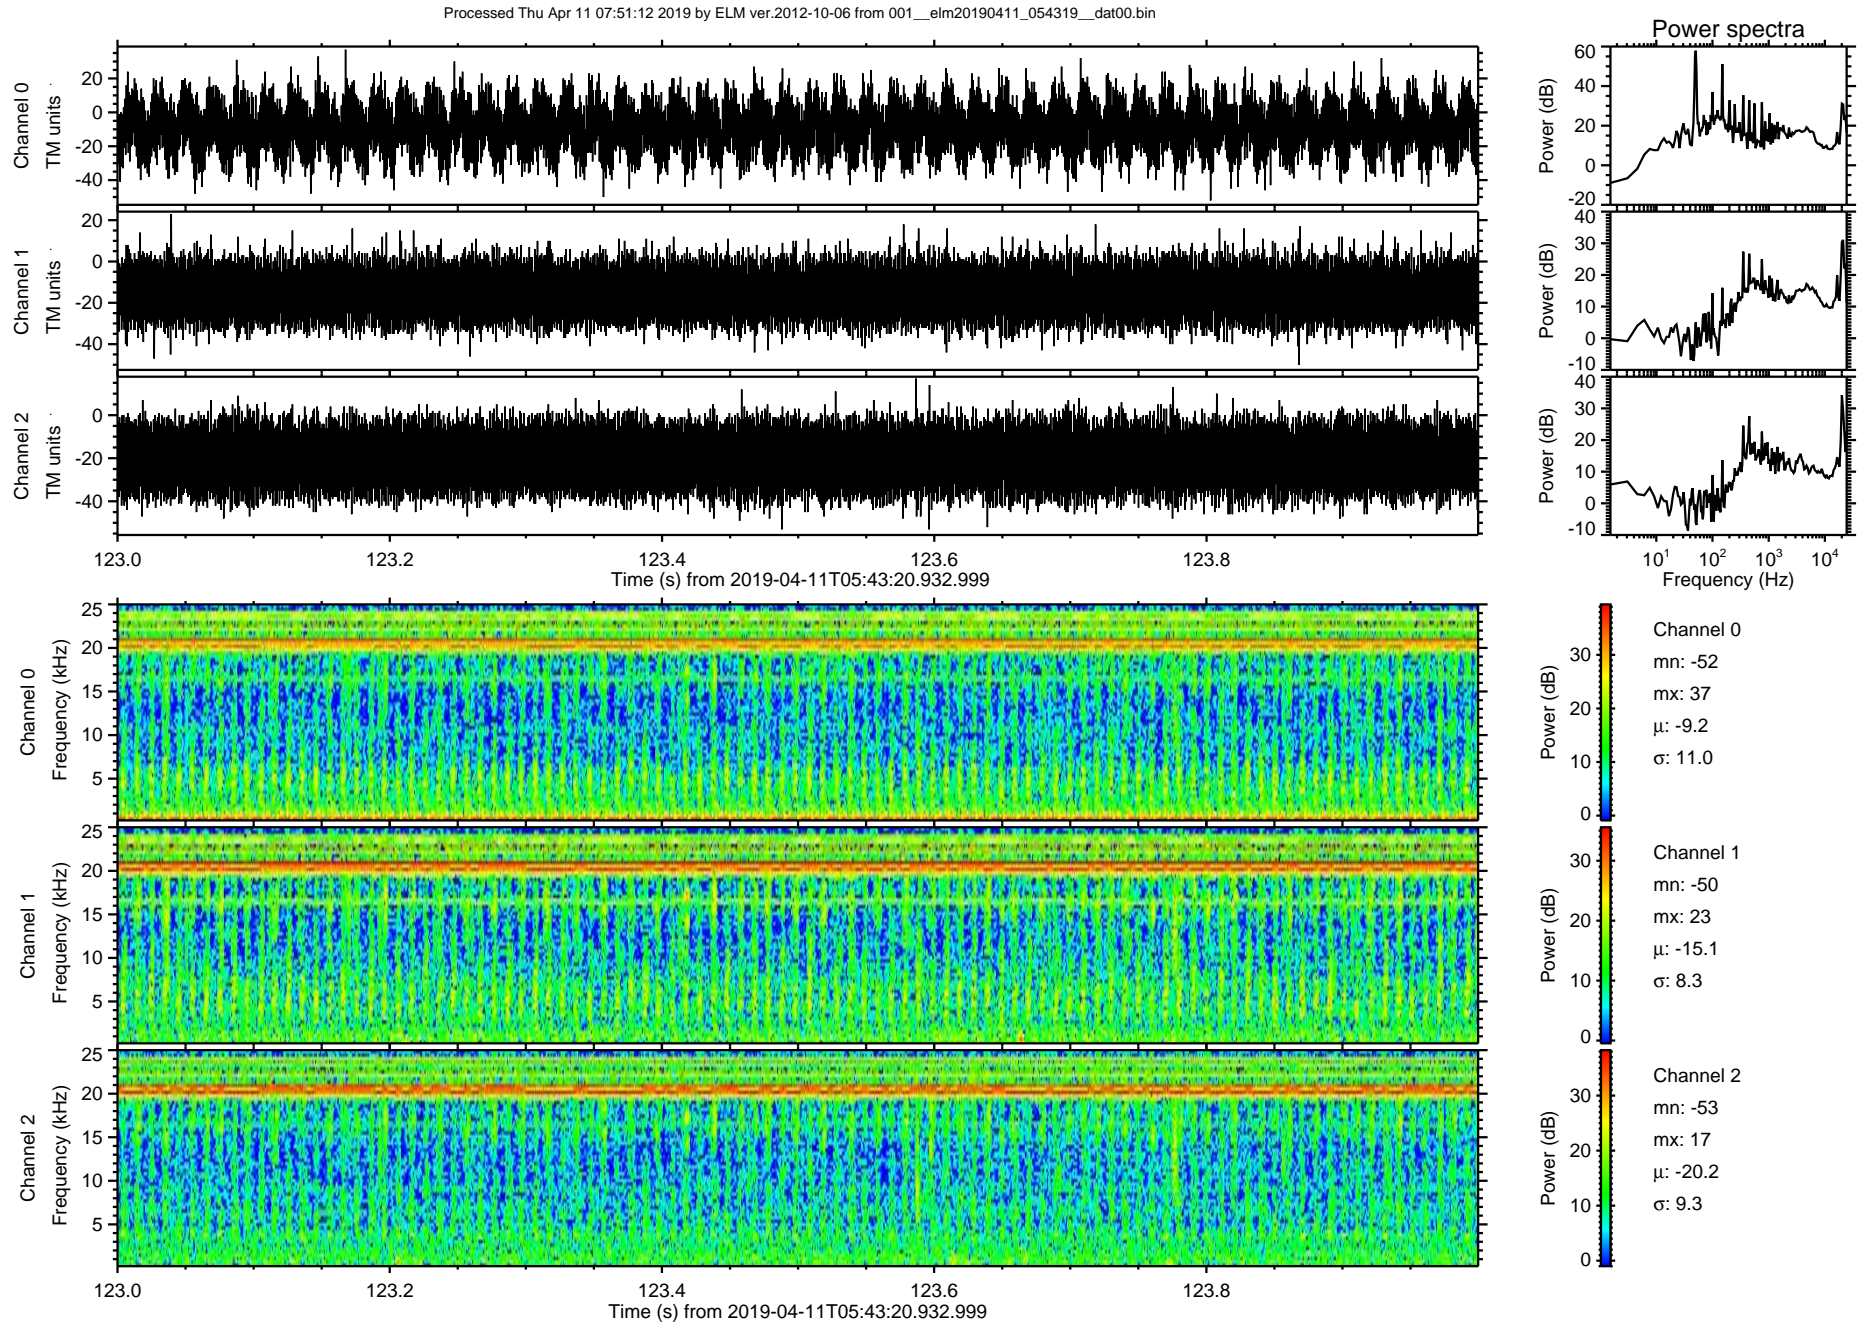 Processed Thu Apr 11 07:51:12 2019 by ELM ver.2012-10-06 from 001__elm20190411_054319__dat00.bin
Power spectra
Channel 0
TM units
20
0
-20
-40
Power (dB)
60
40
20
0
-20
Channel 1
TM units
20
0
-20
-40
Power (dB)
40
30
20
10
0
-10
Channel 2
TM units
0
-20
-40
Power (dB)
40
30
20
10
0
-10
123.0 123.2 123.4 123.6 123.8
Time (s) from 2019-04-11T05:43:20.932.999
10¹ 10² 10³ 10⁴
Frequency (Hz)
Channel 0
Frequency (kHz)
25
20
15
10
5
Power (dB)
30
20
10
0
Channel 0
mn: -52
mx: 37
μ: -9.2
σ: 11.0
Channel 1
Frequency (kHz)
25
20
15
10
5
Power (dB)
30
20
10
0
Channel 1
mn: -50
mx: 23
μ: -15.1
σ: 8.3
Channel 2
Frequency (kHz)
25
20
15
10
5
Power (dB)
30
20
10
0
Channel 2
mn: -53
mx: 17
μ: -20.2
σ: 9.3
123.0 123.2 123.4 123.6 123.8
Time (s) from 2019-04-11T05:43:20.932.999